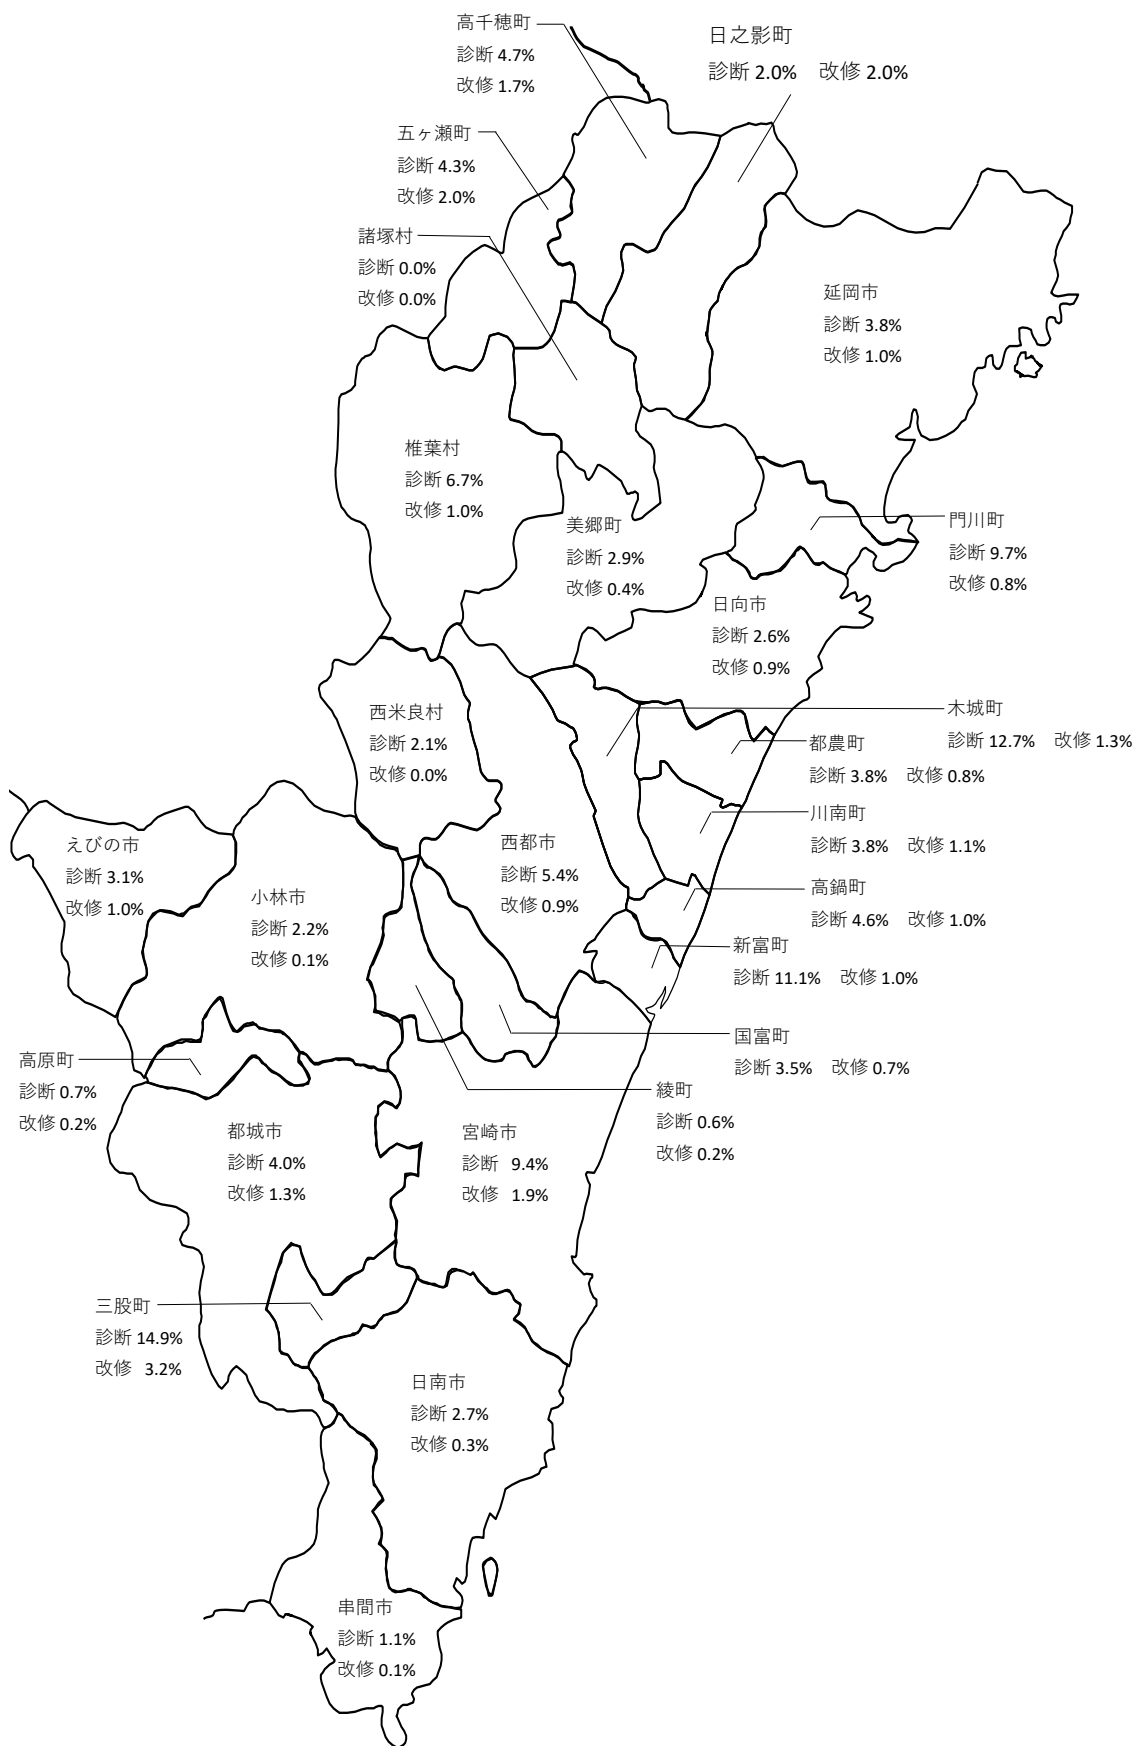 高千穂町
診断 4.7%
改修 1.7%
日之影町
診断 2.0% 改修 2.0%
五ヶ瀬町
診断 4.3%
改修 2.0%
諸塚村
診断 0.0%
改修 0.0%
延岡市
診断 3.8%
改修 1.0%
椎葉村
診断 6.7%
改修 1.0%
美郷町
診断 2.9%
改修 0.4%
門川町
診断 9.7%
改修 0.8%
日向市
診断 2.6%
改修 0.9%
西米良村
診断 2.1%
改修 0.0%
木城町
診断 12.7% 改修 1.3%
都農町
診断 3.8% 改修 0.8%
川南町
診断 3.8% 改修 1.1%
えびの市
診断 3.1%
改修 1.0%
西都市
診断 5.4%
改修 0.9%
小林市
診断 2.2%
改修 0.1%
高鍋町
診断 4.6% 改修 1.0%
新富町
診断 11.1% 改修 1.0%
国富町
診断 3.5% 改修 0.7%
高原町
診断 0.7%
改修 0.2%
綾町
診断 0.6%
改修 0.2%
都城市
診断 4.0%
改修 1.3%
宮崎市
診断 9.4%
改修 1.9%
三股町
診断 14.9%
改修 3.2%
日南市
診断 2.7%
改修 0.3%
串間市
診断 1.1%
改修 0.1%